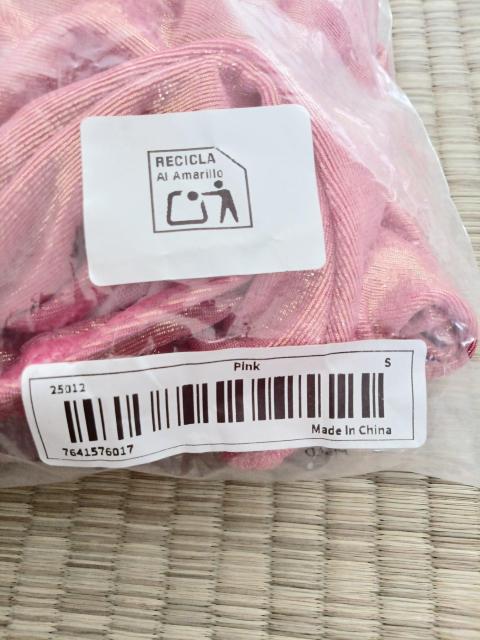 RECICLA
Al Amarillo
Pink
S
25012
7641576017
Made In China